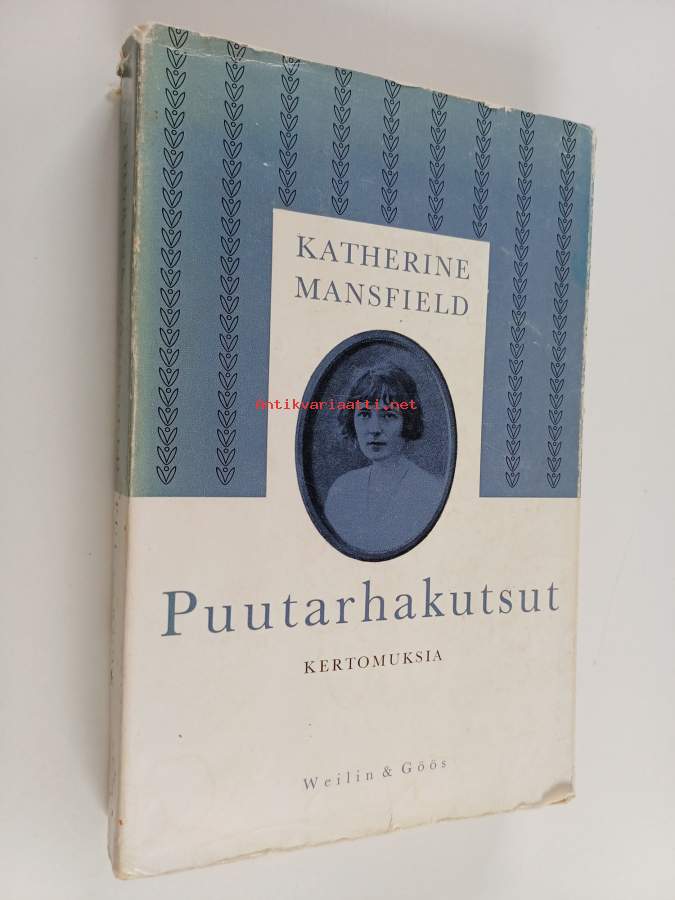 KATHERINE
MANSFIELD
antikvariaatti.net
Puutarhakutsut
KERTOMUKSIA
Weilin & Göös